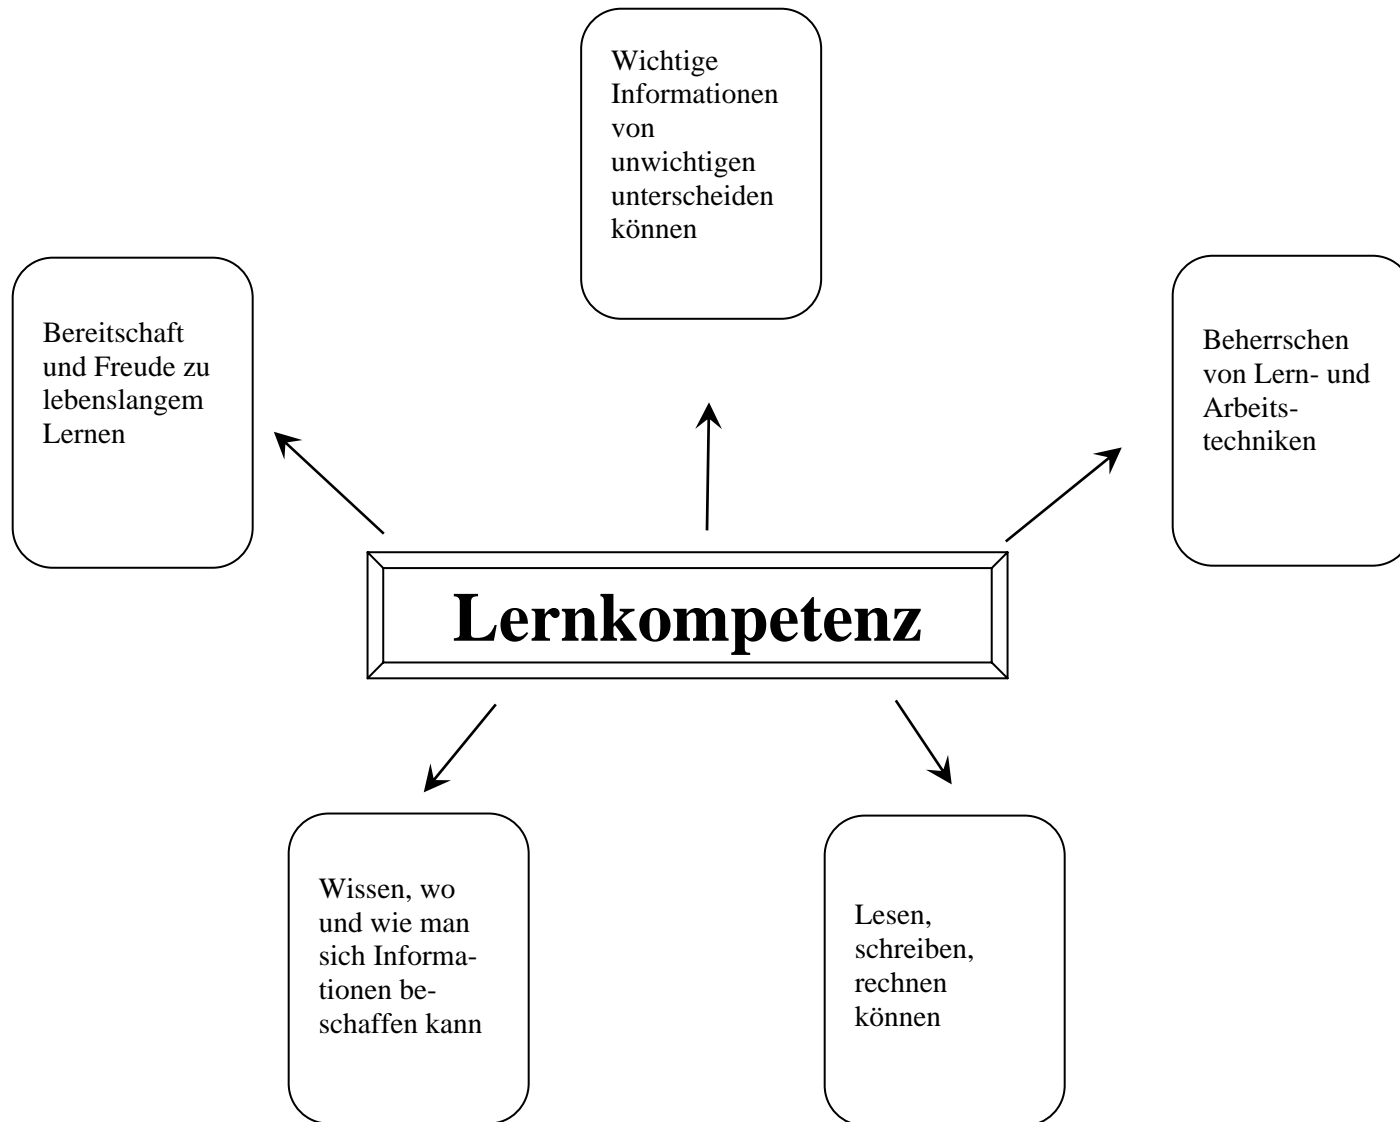 Wichtige
Informationen
von
unwichtigen
unterscheiden
können
Bereitschaft
und Freude zu
lebenslangem
Lernen
Beherrschen
von Lern- und
Arbeits-
techniken
Lernkompetenz
Wissen, wo
und wie man
sich Informa-
tionen be-
schaffen kann
Lesen,
schreiben,
rechnen
können